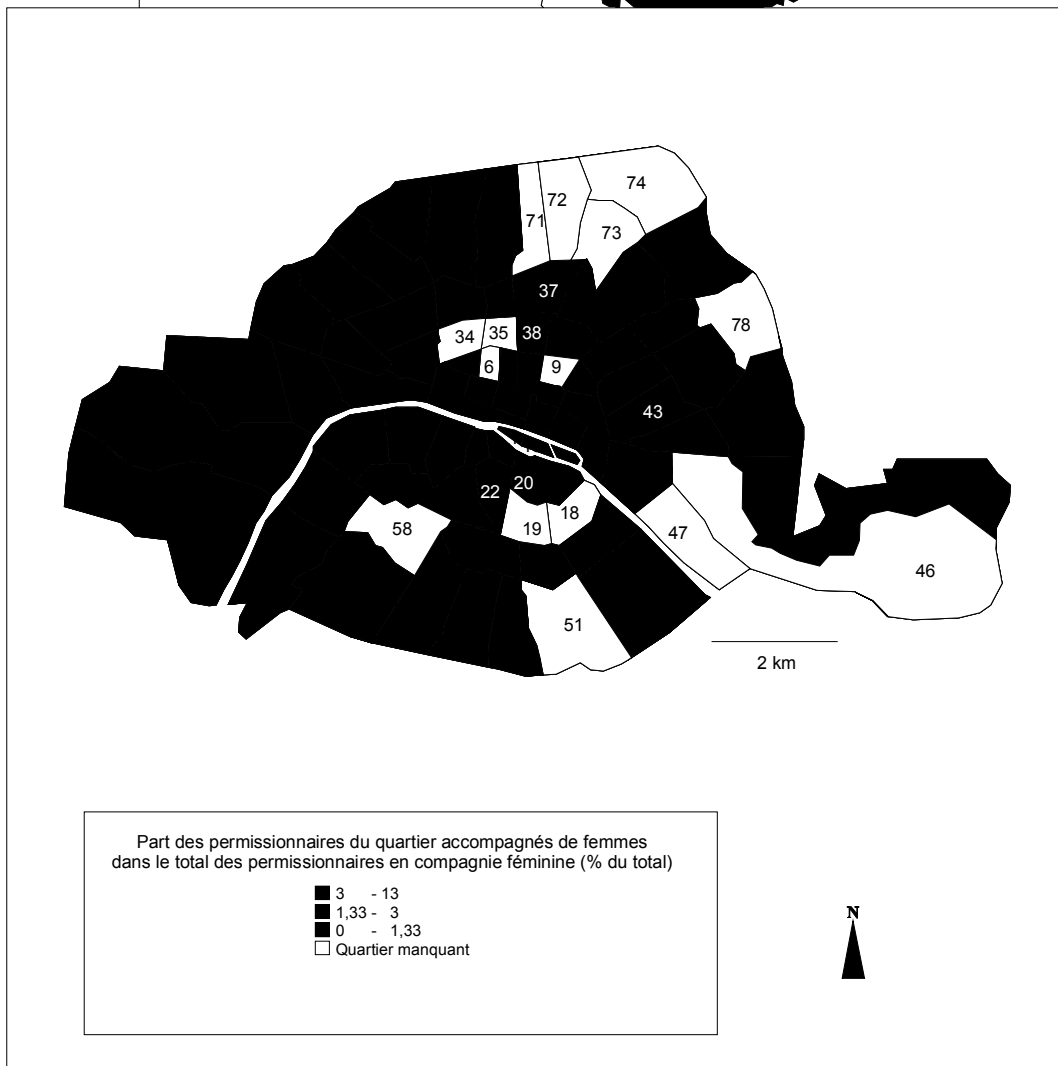 74
72
71
73
37
78
34
35
38
6
9
43
20
22
18
19
58
47
46
51
2 km
Part des permissionnaires du quartier accompagnés de femmes
dans le total des permissionnaires en compagnie féminine (% du total)
3 - 13
1,33 - 3
0 - 1,33
Quartier manquant
N